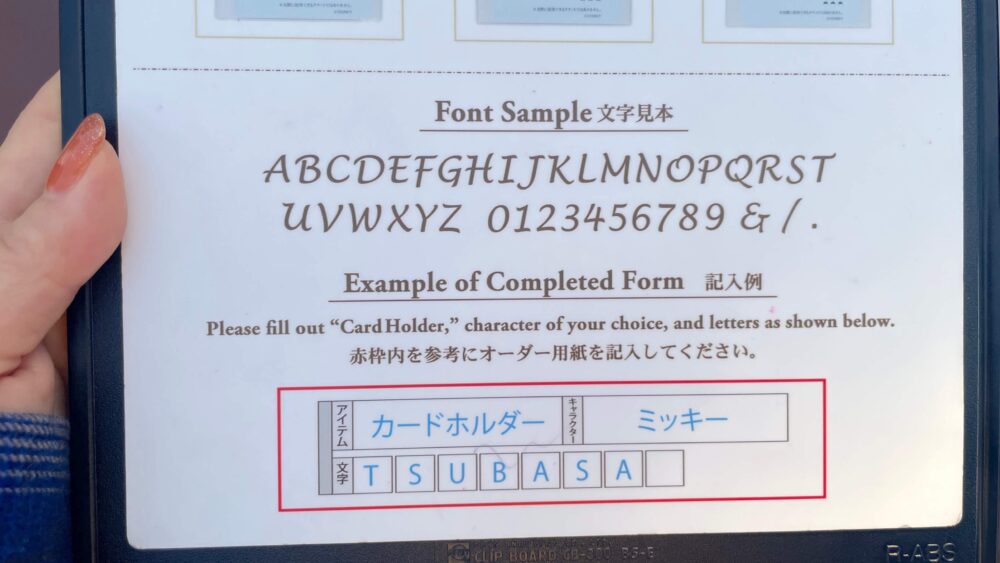 Font Sample 文字見本
ABCDEFGHIJKLMNOPQRST
UVWXYZ 0123456789 & / .
Example of Completed Form 記入例
Please fill out “Card Holder,” character of your choice, and letters as shown below.
赤枠内を参考にオーダー用紙を記入してください。
アイテム カードホルダー キャラクター ミッキー
文字 T S U B A S A
CLIP BOARD
R-ABS